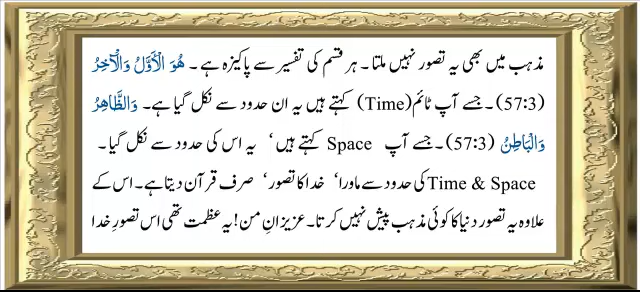 مذہب میں بھی یہ تصور نہیں ملتا۔ ہر قسم کی تفسیر سے پاکیزہ ہے۔ هُوَ الْأَوَّلُ وَالْآخِرُ
(57:3)۔ جسے آپ ٹائم (Time) کہتے ہیں یہ ان حدود سے نکل گیا ہے۔ وَالظَّاهِرُ
وَالْبَاطِنُ (57:3)۔ جسے آپ Space کہتے ہیں‘ یہ اس کی حدود سے نکل گیا۔
Time & Space کی حدود سے ماورا‘ خدا کا تصور‘ صرف قرآن دیتا ہے۔ اس کے
علاوہ یہ تصور دنیا کا کوئی مذہب پیش نہیں کرتا۔ عزیزانِ من! یہ عظمت تھی اس تصورِ خدا